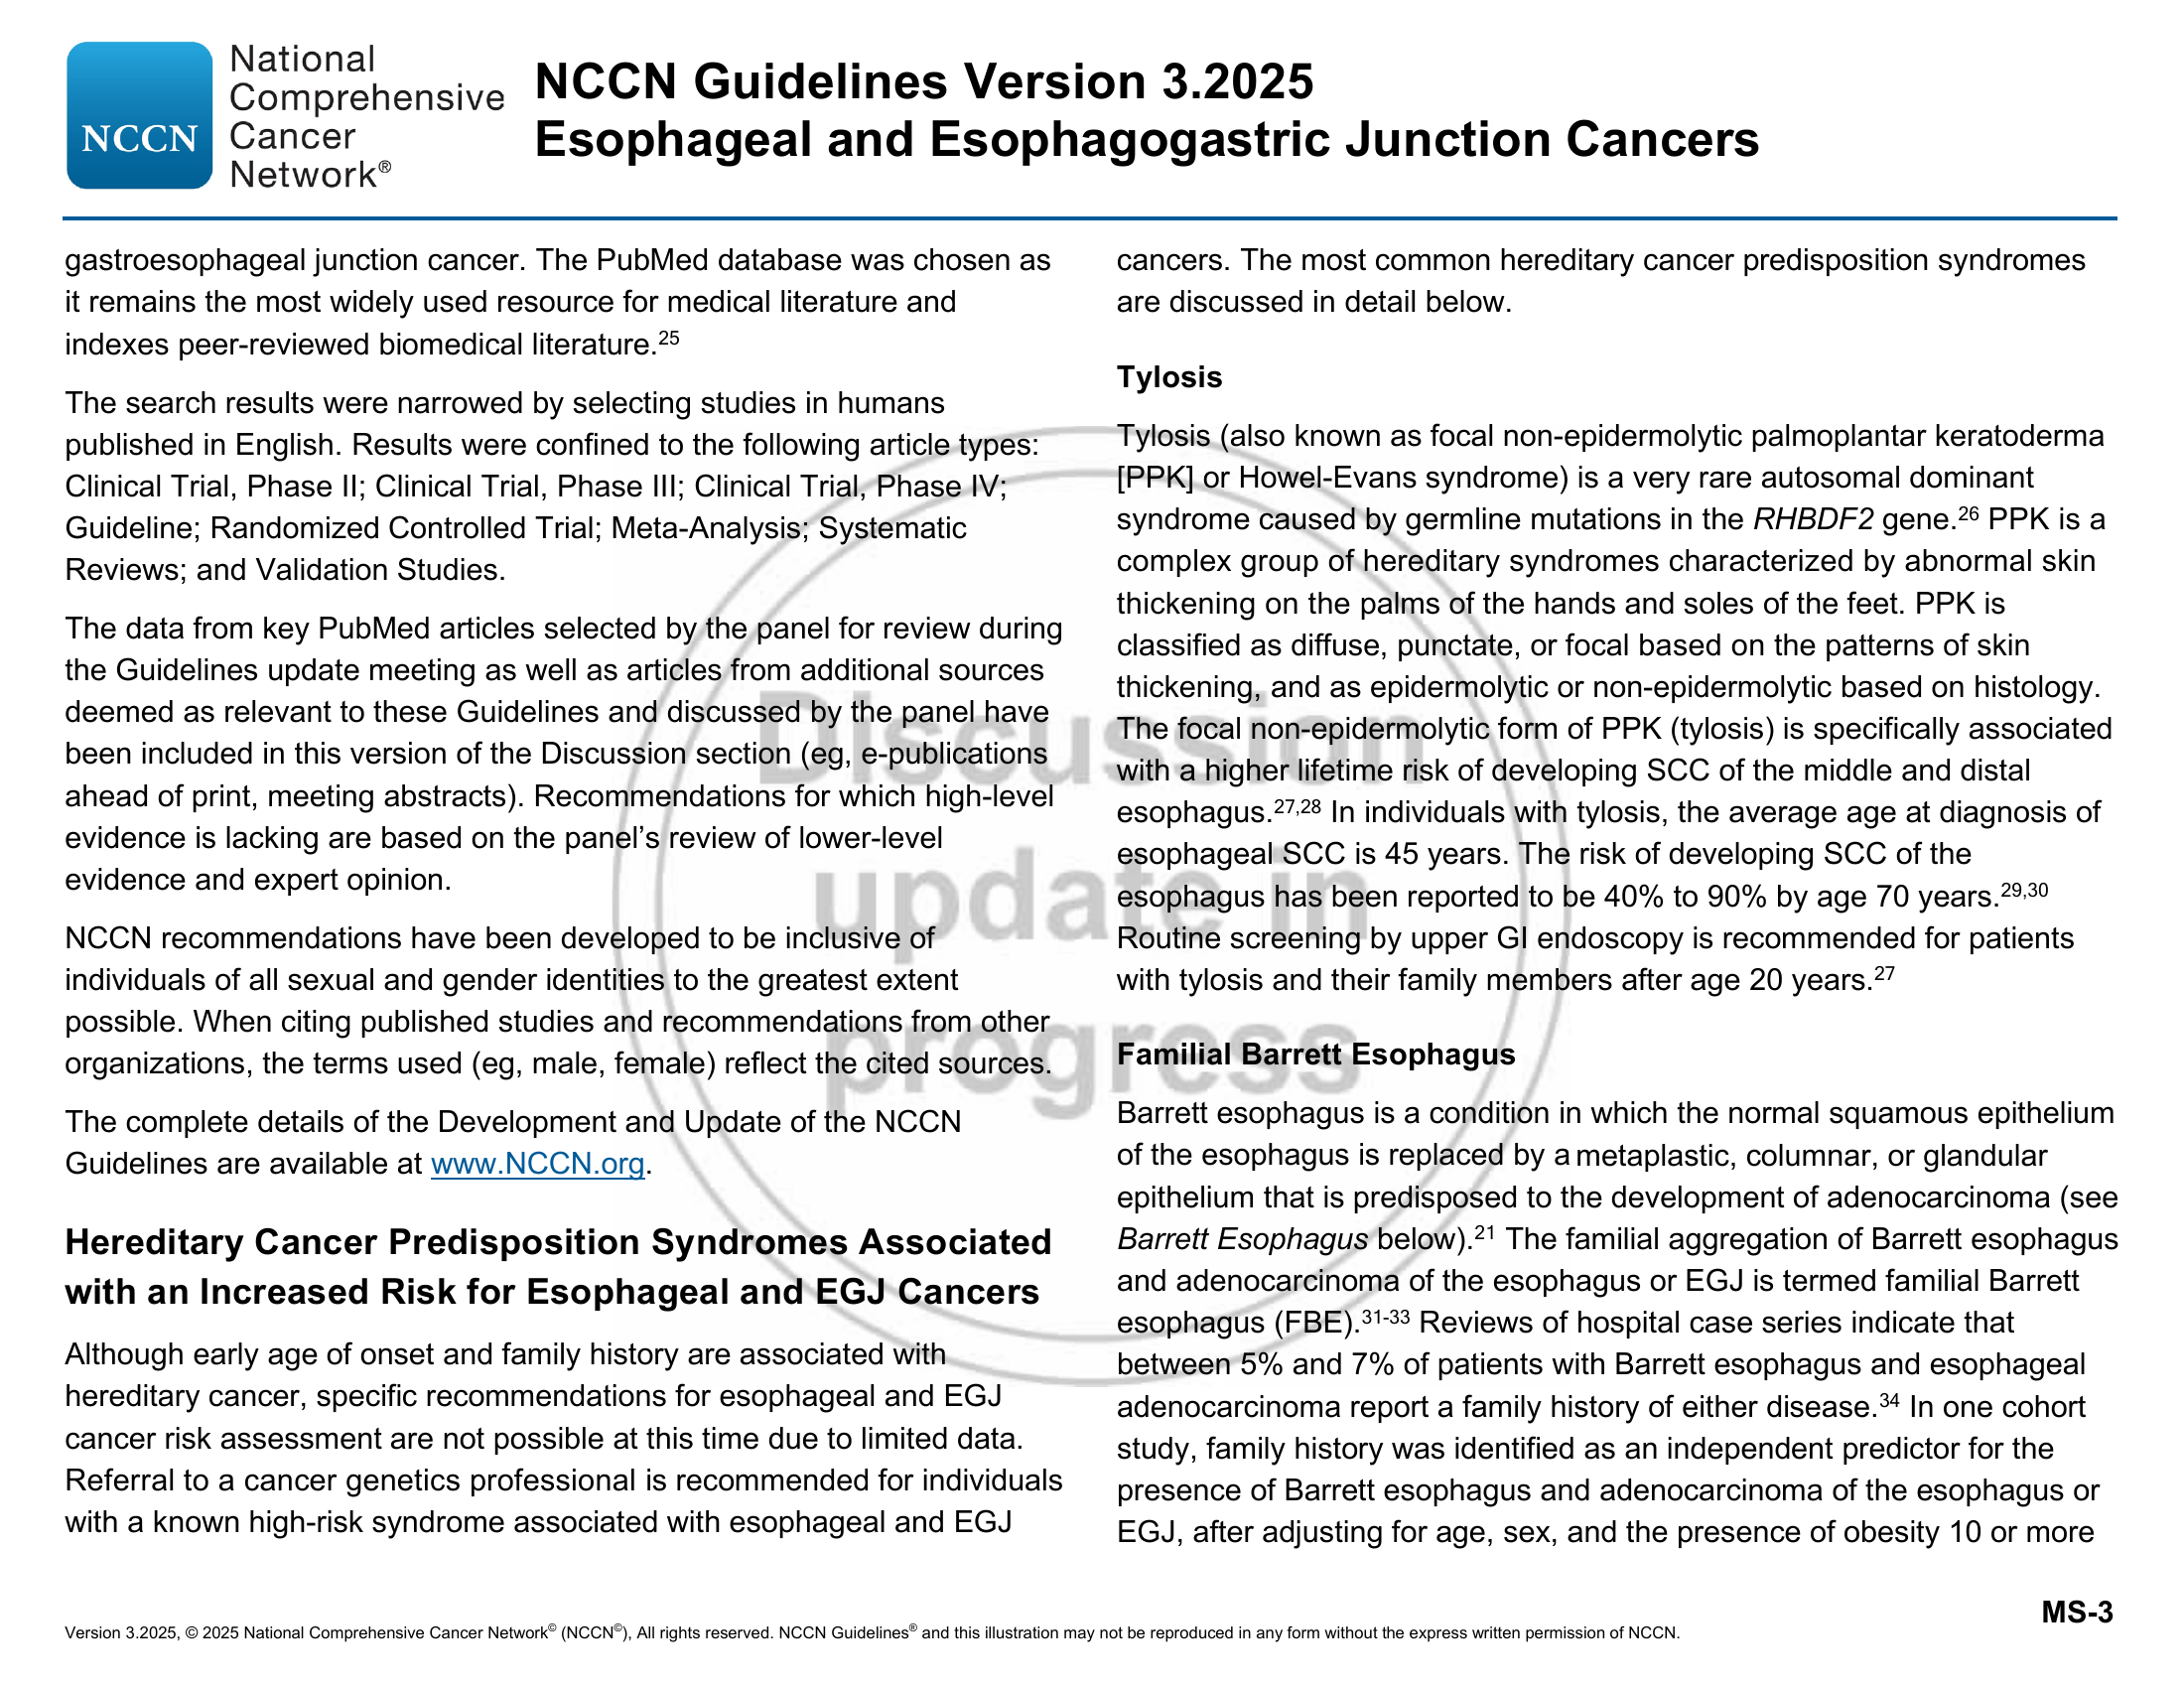 NCCN
National
Comprehensive
Cancer
Network®
NCCN Guidelines Version 3.2025
Esophageal and Esophagogastric Junction Cancers
gastroesophageal junction cancer. The PubMed database was chosen as
it remains the most widely used resource for medical literature and
indexes peer-reviewed biomedical literature.25
The search results were narrowed by selecting studies in humans
published in English. Results were confined to the following article types:
Clinical Trial, Phase II; Clinical Trial, Phase III; Clinical Trial, Phase IV;
Guideline; Randomized Controlled Trial; Meta-Analysis; Systematic
Reviews; and Validation Studies.
The data from key PubMed articles selected by the panel for review during
the Guidelines update meeting as well as articles from additional sources
deemed as relevant to these Guidelines and discussed by the panel have
been included in this version of the Discussion section (eg, e-publications
ahead of print, meeting abstracts). Recommendations for which high-level
evidence is lacking are based on the panel’s review of lower-level
evidence and expert opinion.
NCCN recommendations have been developed to be inclusive of
individuals of all sexual and gender identities to the greatest extent
possible. When citing published studies and recommendations from other
organizations, the terms used (eg, male, female) reflect the cited sources.
The complete details of the Development and Update of the NCCN
Guidelines are available at www.NCCN.org.
Hereditary Cancer Predisposition Syndromes Associated
with an Increased Risk for Esophageal and EGJ Cancers
Although early age of onset and family history are associated with
hereditary cancer, specific recommendations for esophageal and EGJ
cancer risk assessment are not possible at this time due to limited data.
Referral to a cancer genetics professional is recommended for individuals
with a known high-risk syndrome associated with esophageal and EGJ
cancers. The most common hereditary cancer predisposition syndromes
are discussed in detail below.
Tylosis
Tylosis (also known as focal non-epidermolytic palmoplantar keratoderma
[PPK] or Howel-Evans syndrome) is a very rare autosomal dominant
syndrome caused by germline mutations in the RHBDF2 gene.26 PPK is a
complex group of hereditary syndromes characterized by abnormal skin
thickening on the palms of the hands and soles of the feet. PPK is
classified as diffuse, punctate, or focal based on the patterns of skin
thickening, and as epidermolytic or non-epidermolytic based on histology.
The focal non-epidermolytic form of PPK (tylosis) is specifically associated
with a higher lifetime risk of developing SCC of the middle and distal
esophagus.27,28 In individuals with tylosis, the average age at diagnosis of
esophageal SCC is 45 years. The risk of developing SCC of the
esophagus has been reported to be 40% to 90% by age 70 years.29,30
Routine screening by upper GI endoscopy is recommended for patients
with tylosis and their family members after age 20 years.27
Familial Barrett Esophagus
Barrett esophagus is a condition in which the normal squamous epithelium
of the esophagus is replaced by a metaplastic, columnar, or glandular
epithelium that is predisposed to the development of adenocarcinoma (see
Barrett Esophagus below).21 The familial aggregation of Barrett esophagus
and adenocarcinoma of the esophagus or EGJ is termed familial Barrett
esophagus (FBE).31-33 Reviews of hospital case series indicate that
between 5% and 7% of patients with Barrett esophagus and esophageal
adenocarcinoma report a family history of either disease.34 In one cohort
study, family history was identified as an independent predictor for the
presence of Barrett esophagus and adenocarcinoma of the esophagus or
EGJ, after adjusting for age, sex, and the presence of obesity 10 or more
Discussion
update in
progress
MS-3
Version 3.2025, © 2025 National Comprehensive Cancer Network© (NCCN©), All rights reserved. NCCN Guidelines® and this illustration may not be reproduced in any form without the express written permission of NCCN.